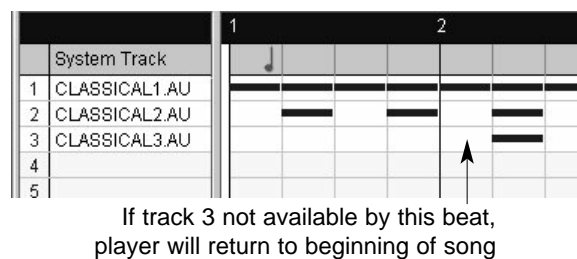 1 2
System Track
1 CLASSICAL1.AU
2 CLASSICAL2.AU
3 CLASSICAL3.AU
4
5
If track 3 not available by this beat,
player will return to beginning of song